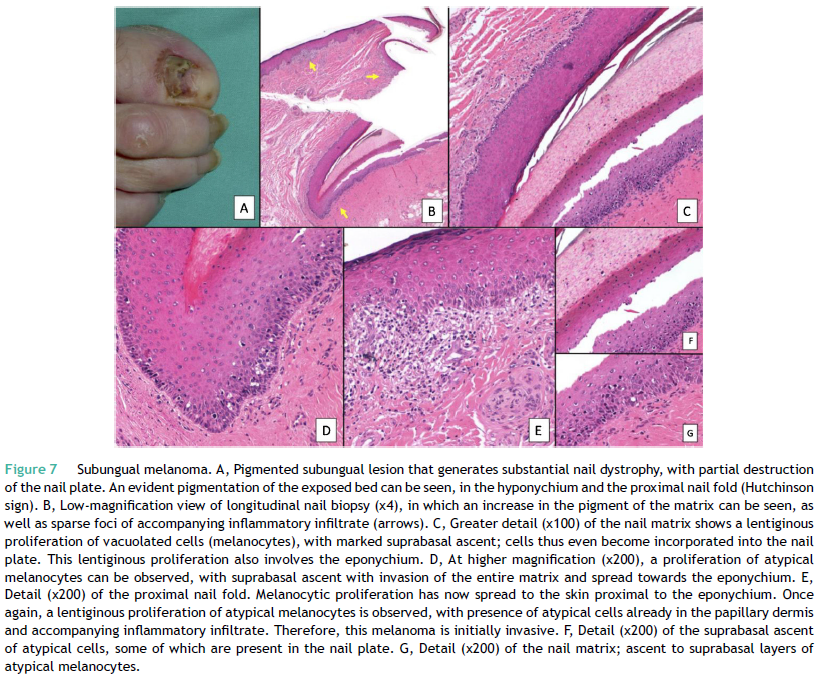 A
B
C
D
E
F
G
Figure 7 Subungual melanoma. A, Pigmented subungual lesion that generates substantial nail dystrophy, with partial destruction
of the nail plate. An evident pigmentation of the exposed bed can be seen, in the hyponychium and the proximal nail fold (Hutchinson
sign). B, Low-magnification view of longitudinal nail biopsy (x4), in which an increase in the pigment of the matrix can be seen, as
well as sparse foci of accompanying inflammatory infiltrate (arrows). C, Greater detail (x100) of the nail matrix shows a lentiginous
proliferation of vacuolated cells (melanocytes), with marked suprabasal ascent; cells thus even become incorporated into the nail
plate. This lentiginous proliferation also involves the eponychium. D, At higher magnification (x200), a proliferation of atypical
melanocytes can be observed, with suprabasal ascent with invasion of the entire matrix and spread towards the eponychium. E,
Detail (x200) of the proximal nail fold. Melanocytic proliferation has now spread to the skin proximal to the eponychium. Once
again, a lentiginous proliferation of atypical melanocytes is observed, with presence of atypical cells already in the papillary dermis
and accompanying inflammatory infiltrate. Therefore, this melanoma is initially invasive. F, Detail (x200) of the suprabasal ascent
of atypical cells, some of which are present in the nail plate. G, Detail (x200) of the nail matrix; ascent to suprabasal layers of
atypical melanocytes.